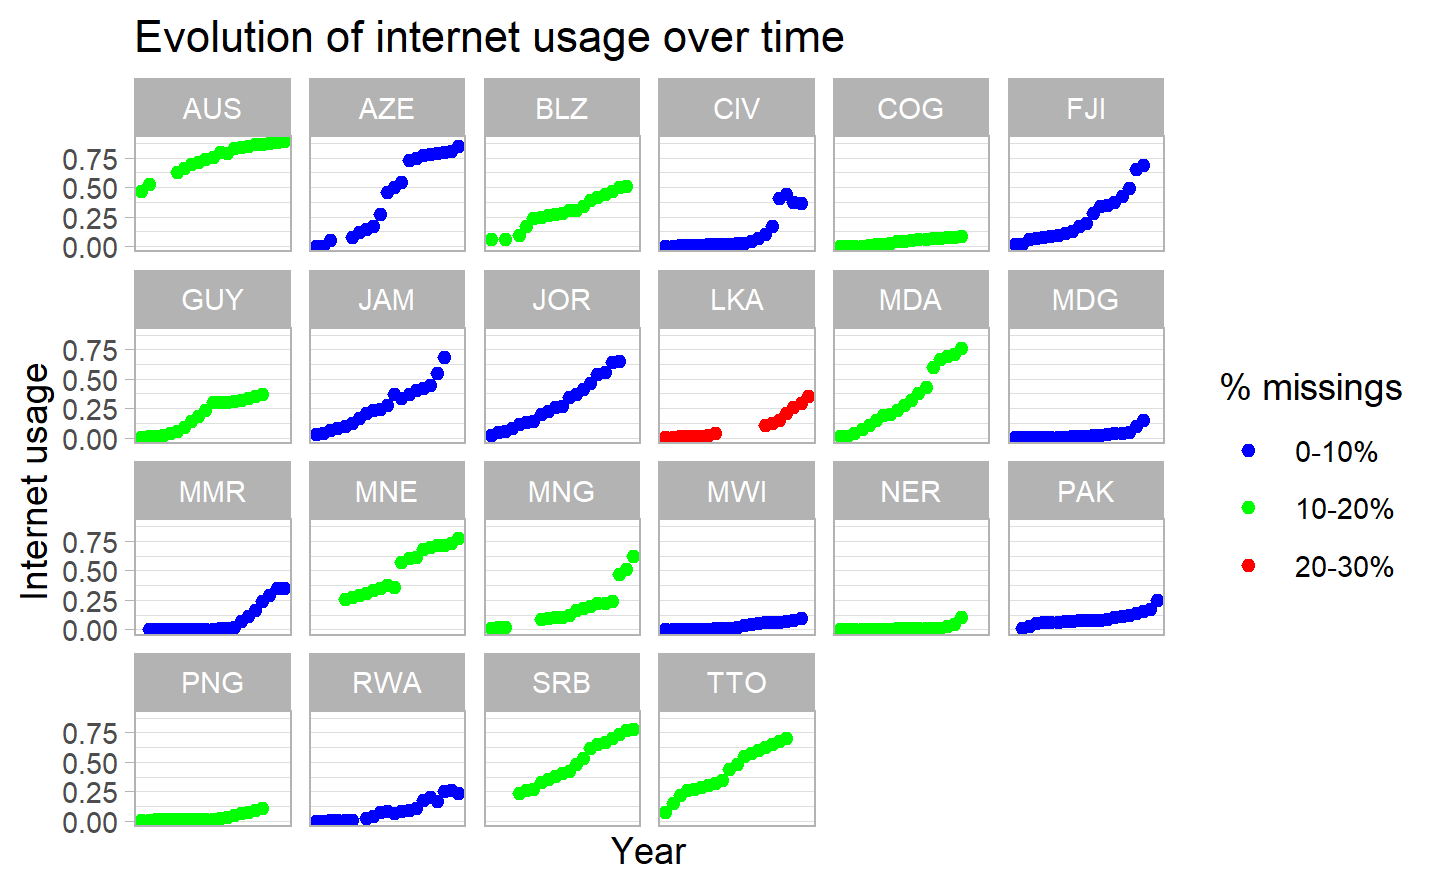 Evolution of internet usage over time
AUS AZE BLZ CIV COG FJI
0.75
0.50
0.25
0.00
GUY JAM JOR LKA MDA MDG
0.75
0.50
0.25
0.00
MMR MNE MNG MWI NER PAK
0.75
0.50
0.25
0.00
PNG RWA SRB TTO
0.75
0.50
0.25
0.00
Internet usage
Year
% missings
0-10%
10-20%
20-30%